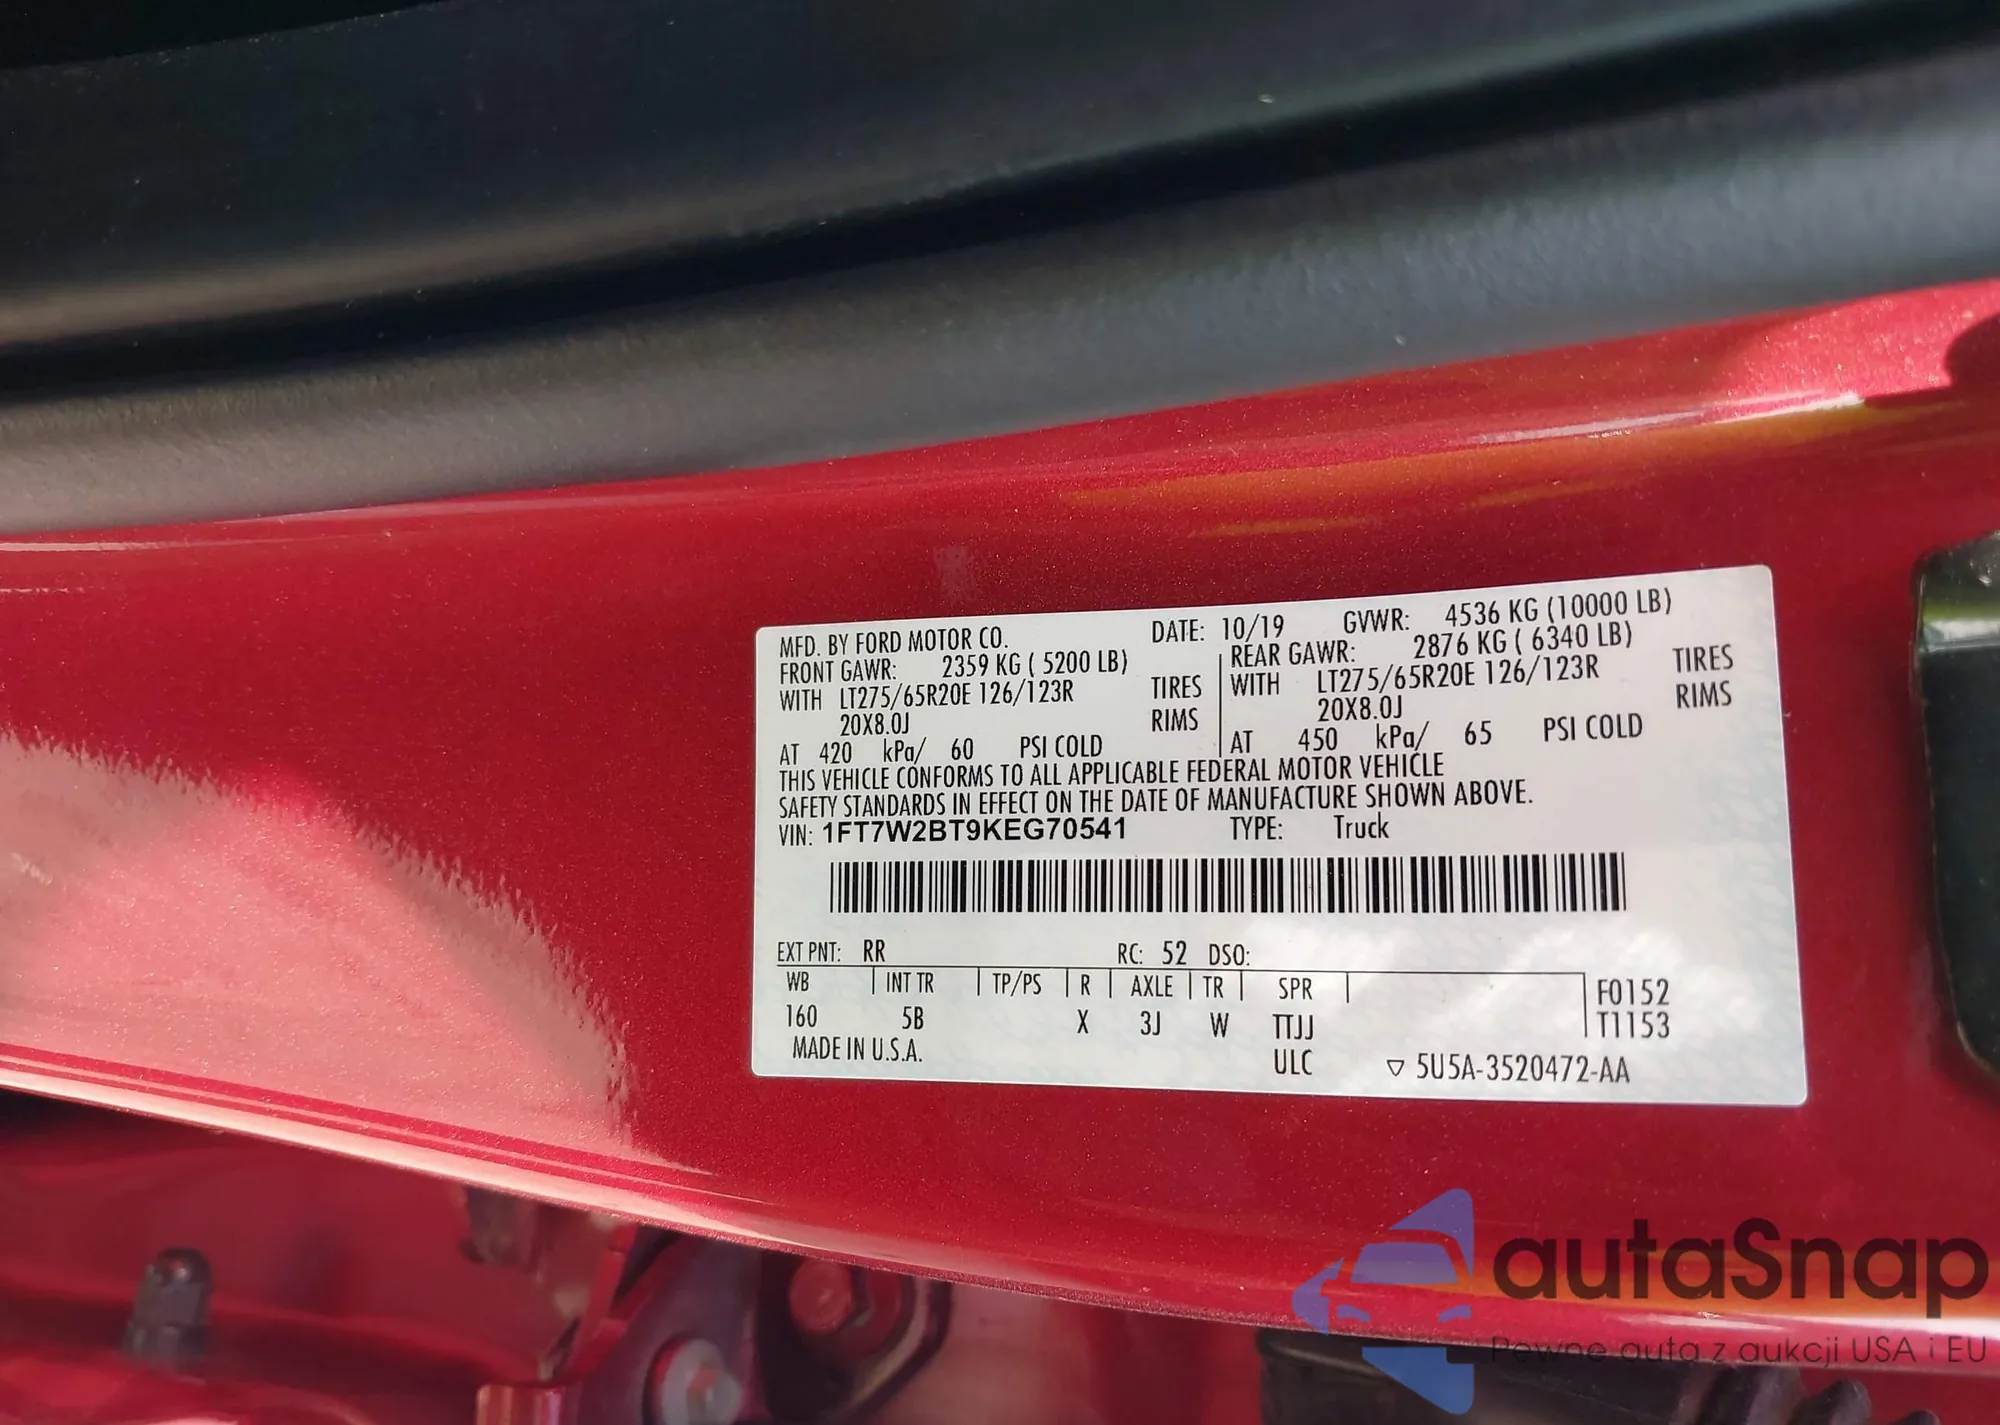 MFD. BY FORD MOTOR CO. DATE: 10/19 GVWR: 4536 KG (10000 LB)
FRONT GAWR: 2359 KG ( 5200 LB) REAR GAWR: 2876 KG ( 6340 LB)
WITH LT275/65R20E 126/123R TIRES WITH LT275/65R20E 126/123R TIRES
20X8.0J RIMS 20X8.0J RIMS
AT 420 kPa/ 60 PSI COLD AT 450 kPa/ 65 PSI COLD
THIS VEHICLE CONFORMS TO ALL APPLICABLE FEDERAL MOTOR VEHICLE
SAFETY STANDARDS IN EFFECT ON THE DATE OF MANUFACTURE SHOWN ABOVE.
VIN: 1FT7W2BT9KEG70541 TYPE: Truck
EXT PNT: RR RC: 52 DSO:
WB INT TR TP/PS R AXLE TR SPR F0152
160 5B X 3J W TTJJ T1153
MADE IN U.S.A. ULC ▽ 5U5A-3520472-AA
autaSnap
Pewne auta z aukcji USA i EU